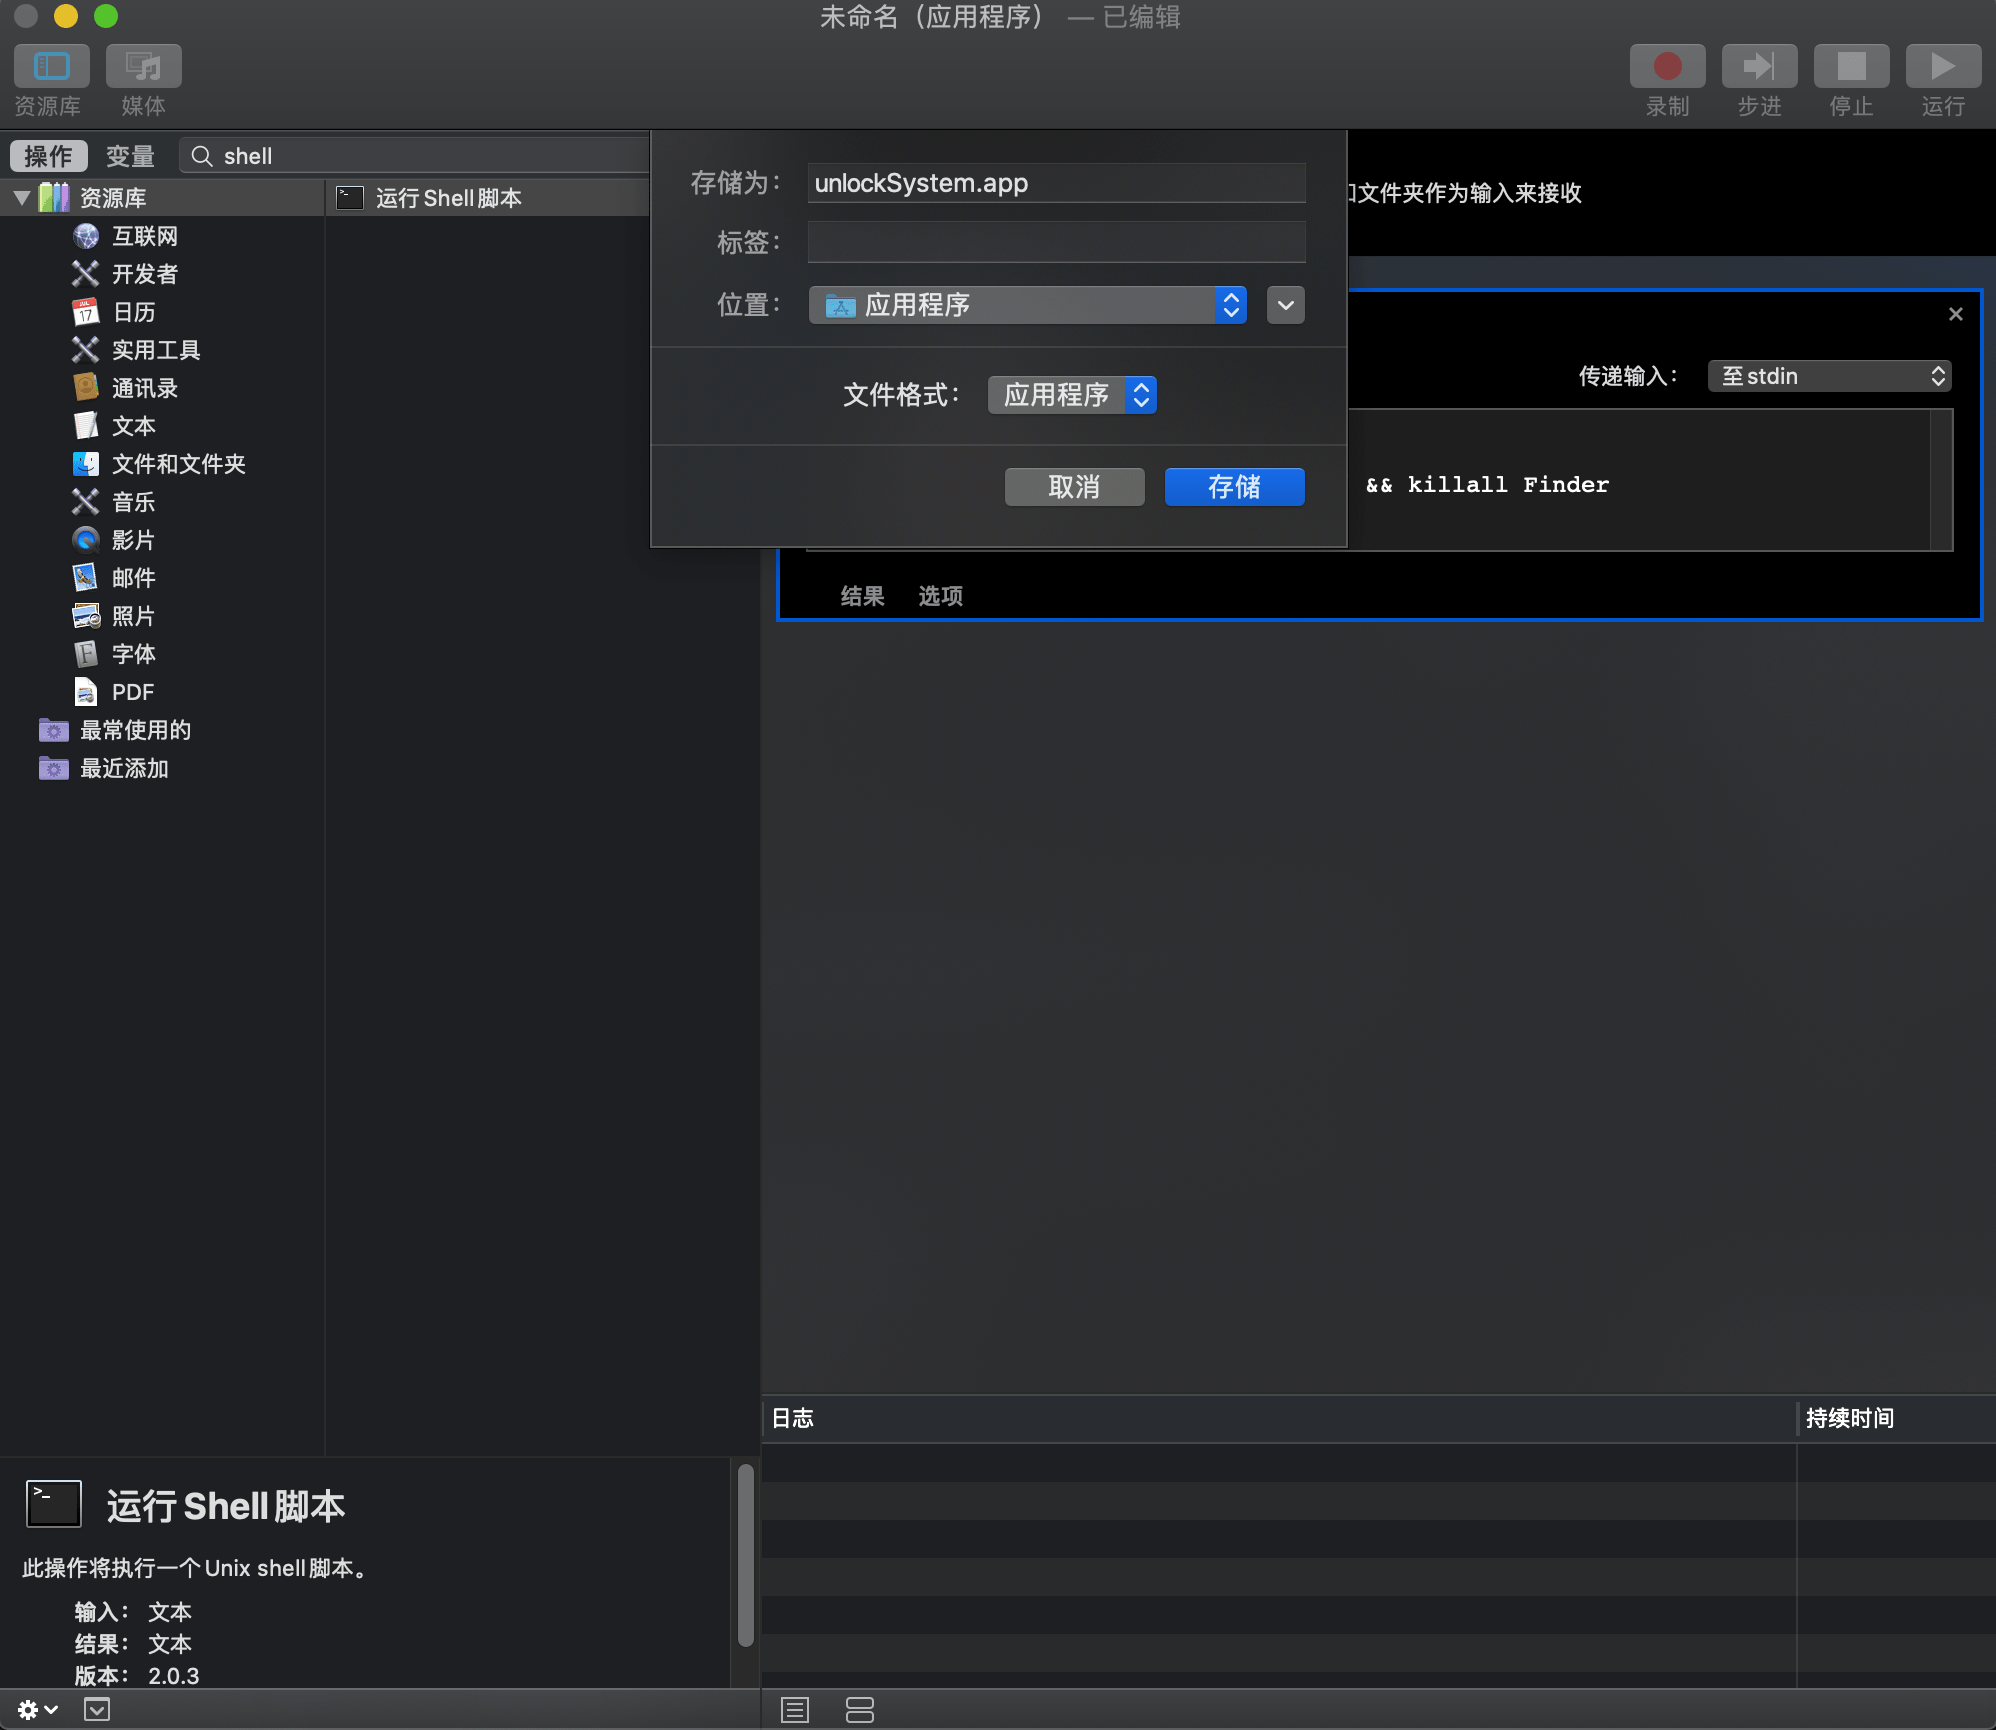 未命名（应用程序） — 已编辑
资源库
媒体
录制
步进
停止
运行
操作
变量
shell
资源库
互联网
开发者
日历
实用工具
通讯录
文本
文件和文件夹
音乐
影片
邮件
照片
字体
PDF
最常使用的
最近添加
运行 Shell 脚本
存储为：
unlockSystem.app
标签：
位置：
应用程序
文件格式：
应用程序
取消
存储
文件夹作为输入来接收
传递输入：
至 stdin
&& killall Finder
结果
选项
日志
持续时间
运行 Shell 脚本
此操作将执行一个 Unix shell 脚本。
输入： 文本
结果： 文本
版本： 2.0.3